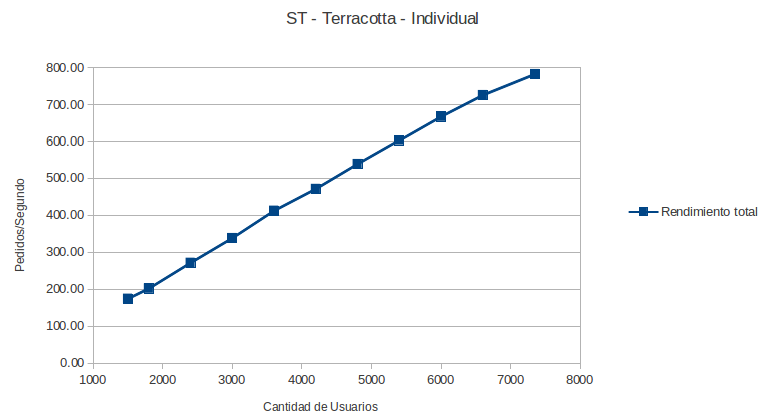 ST - Terracotta - Individual
800.00
700.00
600.00
500.00
400.00
300.00
200.00
100.00
0.00
Pedidos/Segundo
1000 2000 3000 4000 5000 6000 7000 8000
Cantidad de Usuarios
Rendimiento total